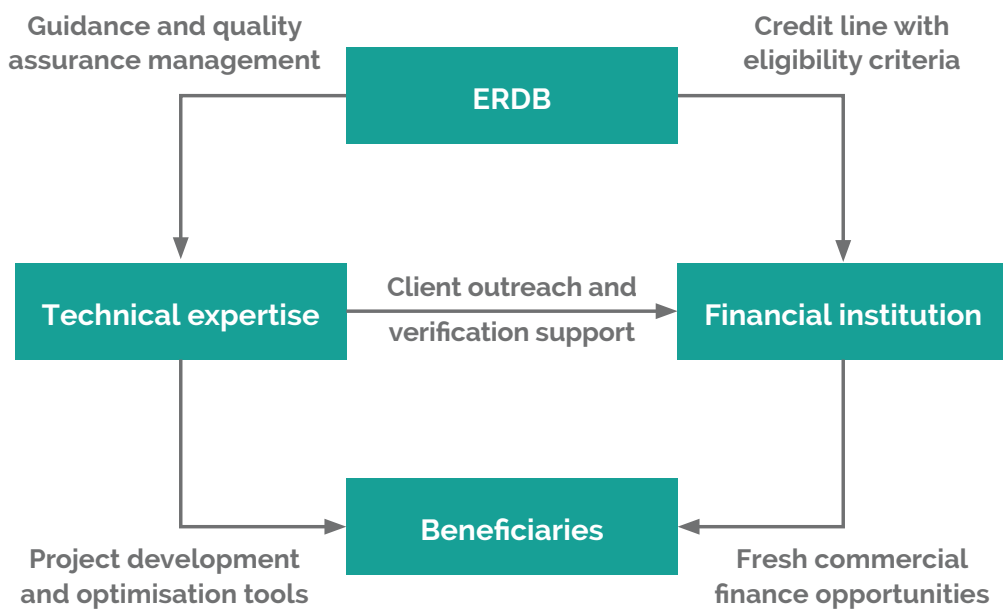 Guidance and quality
assurance management
Credit line with
eligibility criteria
ERDB
Technical expertise
Client outreach and
verification support
Financial institution
Beneficiaries
Project development
and optimisation tools
Fresh commercial
finance opportunities